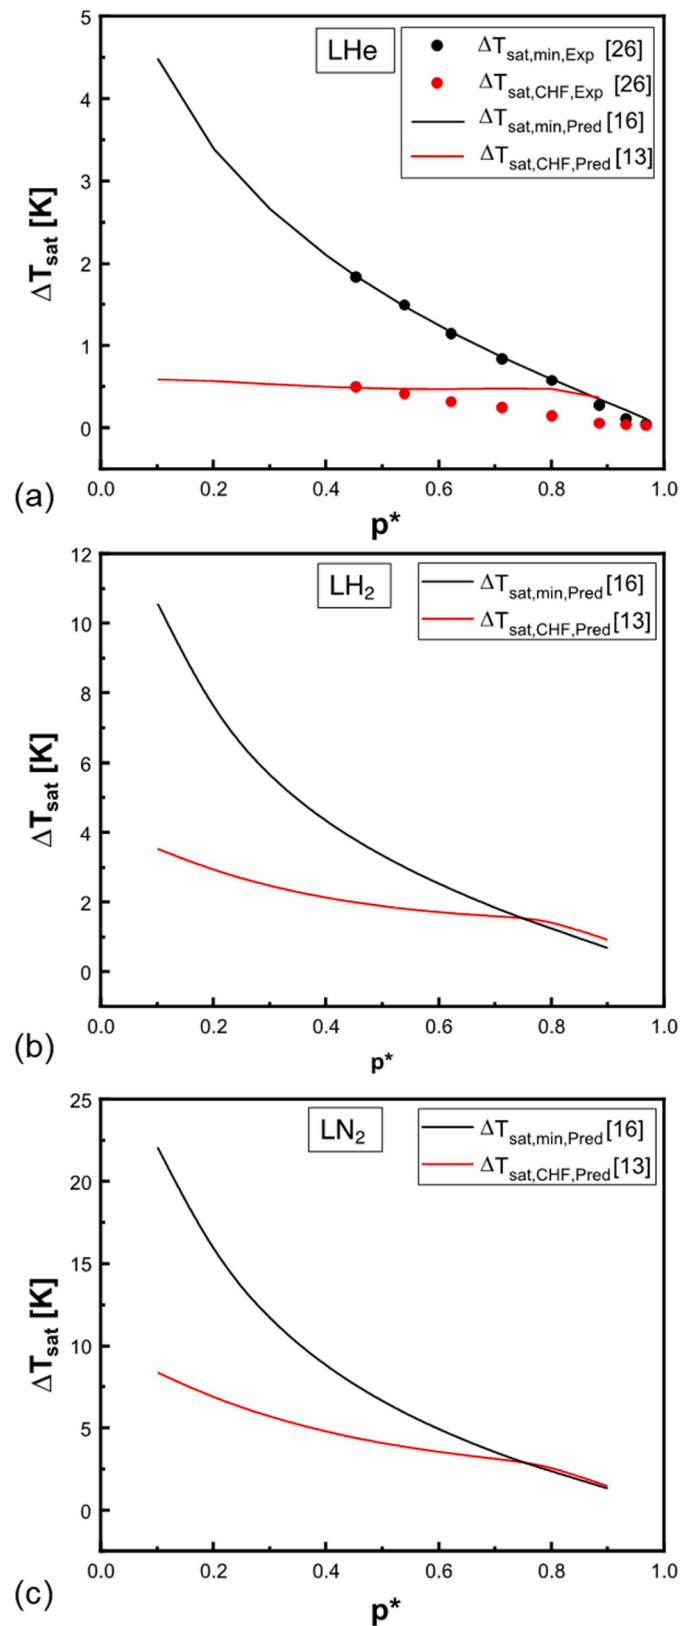 LHe
ΔTsat,min,Exp [26]
ΔTsat,CHF,Exp [26]
ΔTsat,min,Pred [16]
ΔTsat,CHF,Pred [13]
5
4
3
2
1
0
ΔTsat [K]
0.0 0.2 0.4 0.6 0.8 1.0
(a)
p*
LH2
ΔTsat,min,Pred [16]
ΔTsat,CHF,Pred [13]
12
10
8
6
4
2
0
ΔTsat [K]
0.0 0.2 0.4 0.6 0.8 1.0
(b)
p*
LN2
ΔTsat,min,Pred [16]
ΔTsat,CHF,Pred [13]
25
20
15
10
5
0
ΔTsat [K]
0.0 0.2 0.4 0.6 0.8 1.0
(c)
p*